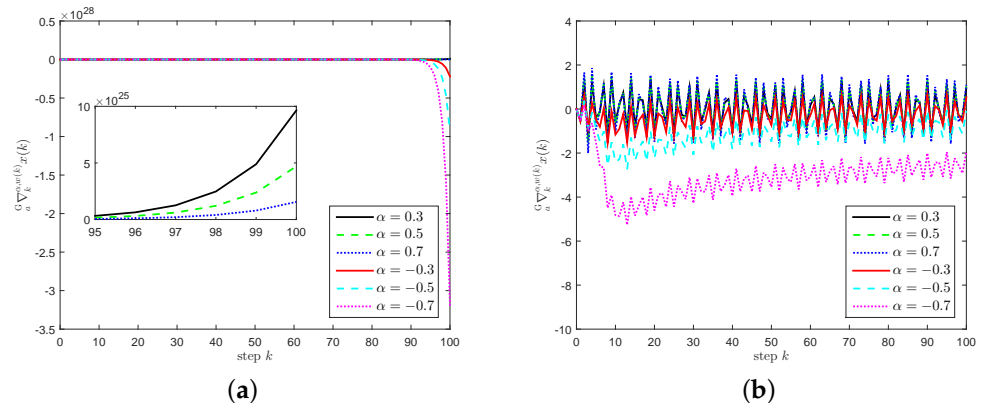 ×10^28
0.5
0
-0.5
-1
-1.5
-2
-2.5
-3
-3.5
0 10 20 30 40 50 60 70 80 90 100
step k
^G_a∇^{α,w(k)}_k x(k)
×10^25
10
5
0
95 96 97 98 99 100
α = 0.3
α = 0.5
α = 0.7
α = −0.3
α = −0.5
α = −0.7
(a)
4
2
0
-2
-4
-6
-8
-10
0 10 20 30 40 50 60 70 80 90 100
step k
^G_a∇^{α,w(k)}_k x(k)
α = 0.3
α = 0.5
α = 0.7
α = −0.3
α = −0.5
α = −0.7
(b)